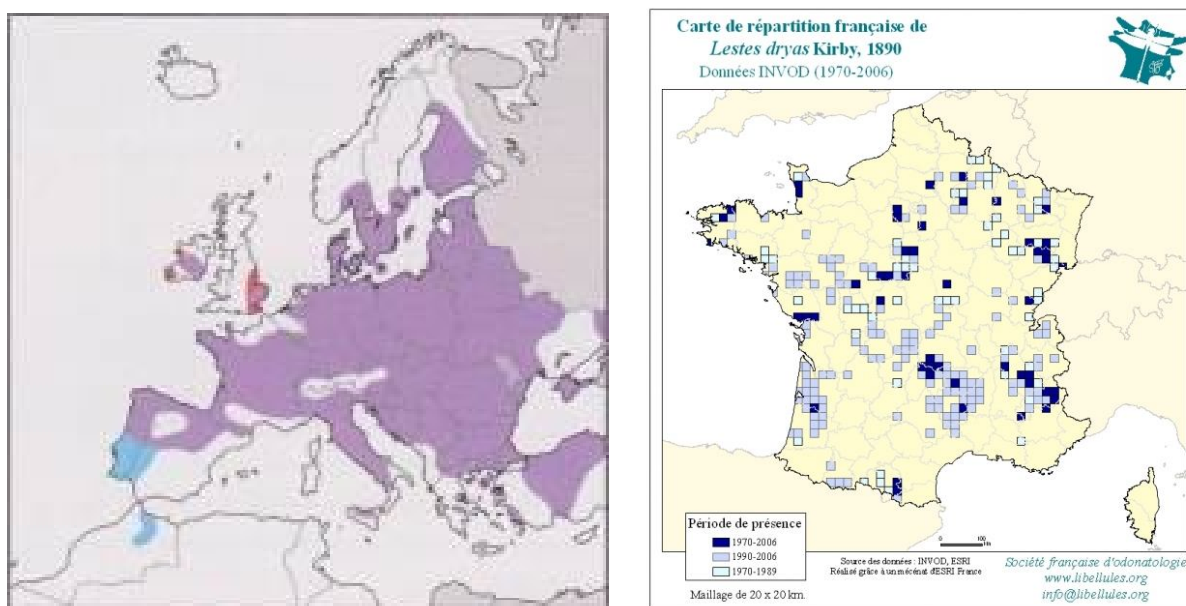 Carte de répartition française de
Lestes dryas Kirby, 1890
Données INVOD (1970-2006)
Période de présence
1970-2006
1990-2006
1970-1989
0 100
Source des données : INVOD, ESRI
Réalisé grâce à un mécénat d'ESRI France
Maillage de 20 x 20 km.
Société française d'odonatologie
www.libellules.org
info@libellules.org